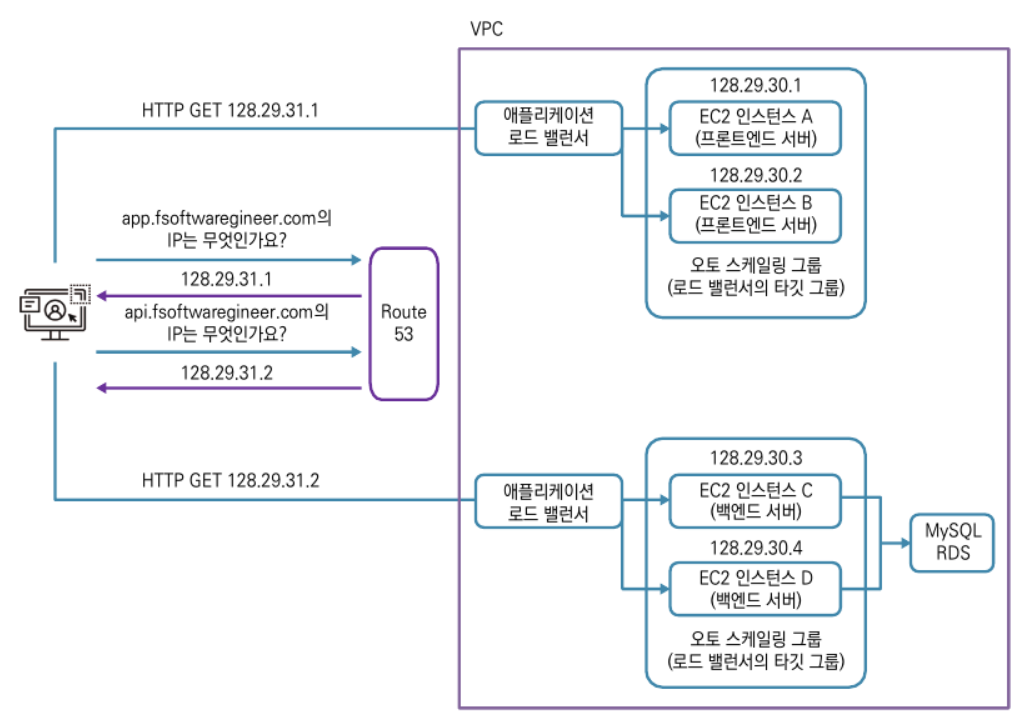 VPC
HTTP GET 128.29.31.1
애플리케이션
로드 밸런서
128.29.30.1
EC2 인스턴스 A
(프론트엔드 서버)
128.29.30.2
EC2 인스턴스 B
(프론트엔드 서버)
오토 스케일링 그룹
(로드 밸런서의 타깃 그룹)
app.fsoftwaregineer.com의
IP는 무엇인가요?
128.29.31.1
api.fsoftwaregineer.com의
IP는 무엇인가요?
128.29.31.2
Route
53
HTTP GET 128.29.31.2
애플리케이션
로드 밸런서
128.29.30.3
EC2 인스턴스 C
(백엔드 서버)
128.29.30.4
EC2 인스턴스 D
(백엔드 서버)
오토 스케일링 그룹
(로드 밸런서의 타깃 그룹)
MySQL
RDS